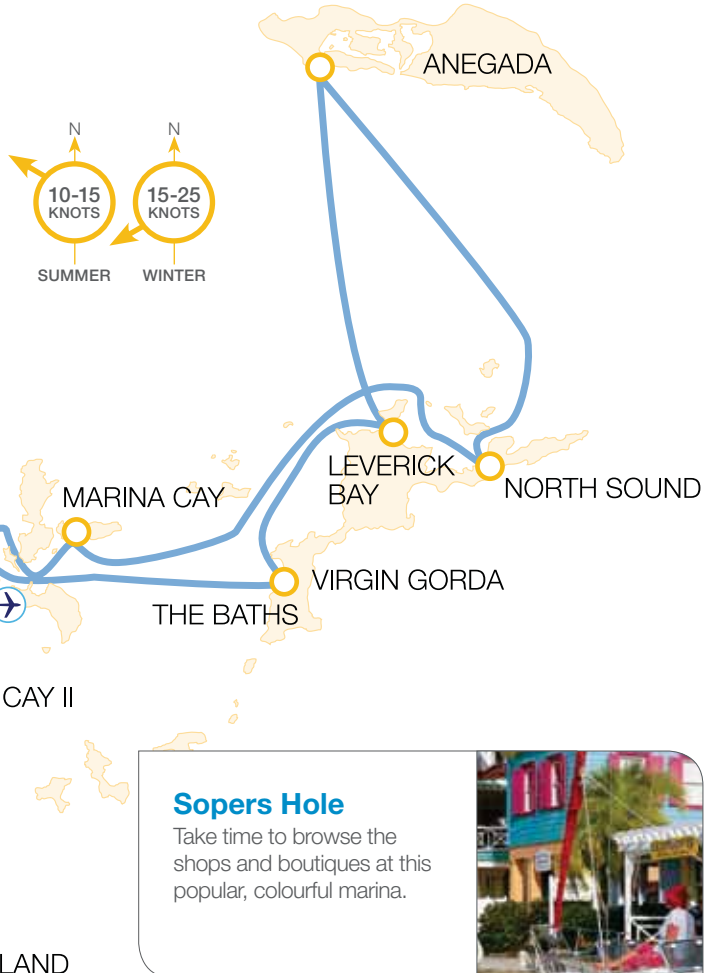 ANEGADA
N
10-15
KNOTS
SUMMER
N
15-25
KNOTS
WINTER
LEVERICK
BAY
NORTH SOUND
MARINA CAY
VIRGIN GORDA
THE BATHS
CAY II
Sopers Hole
Take time to browse the
shops and boutiques at this
popular, colourful marina.
LAND